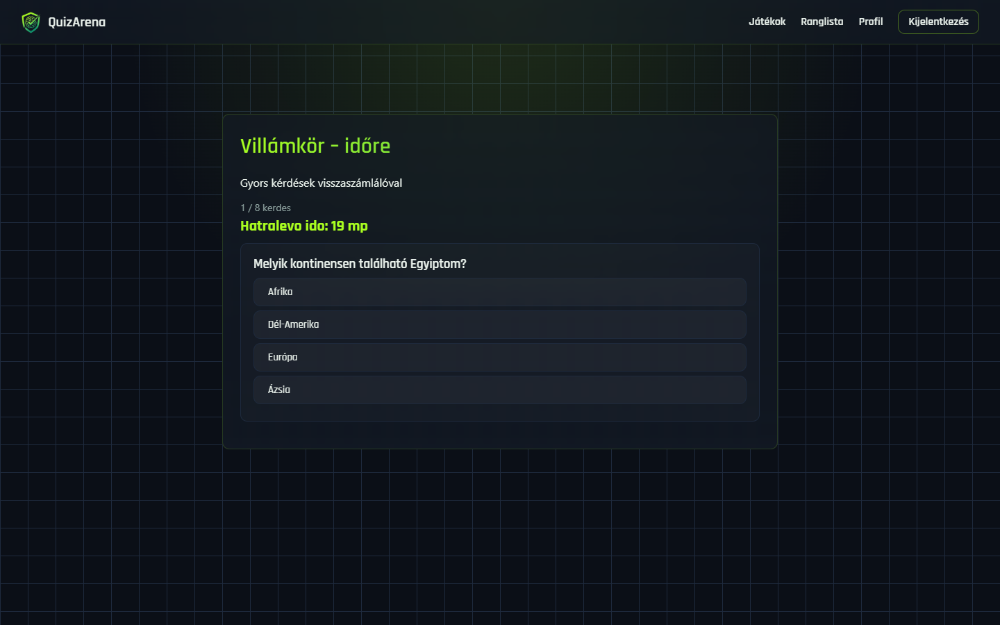 QuizArena
Játékok Ranglista Profil Kijelentkezés
Villámkör – időre
Gyors kérdések visszaszámlálóval
1 / 8 kerdes
Hatralevo ido: 19 mp
Melyik kontinensen található Egyiptom?
Afrika
Dél-Amerika
Európa
Ázsia